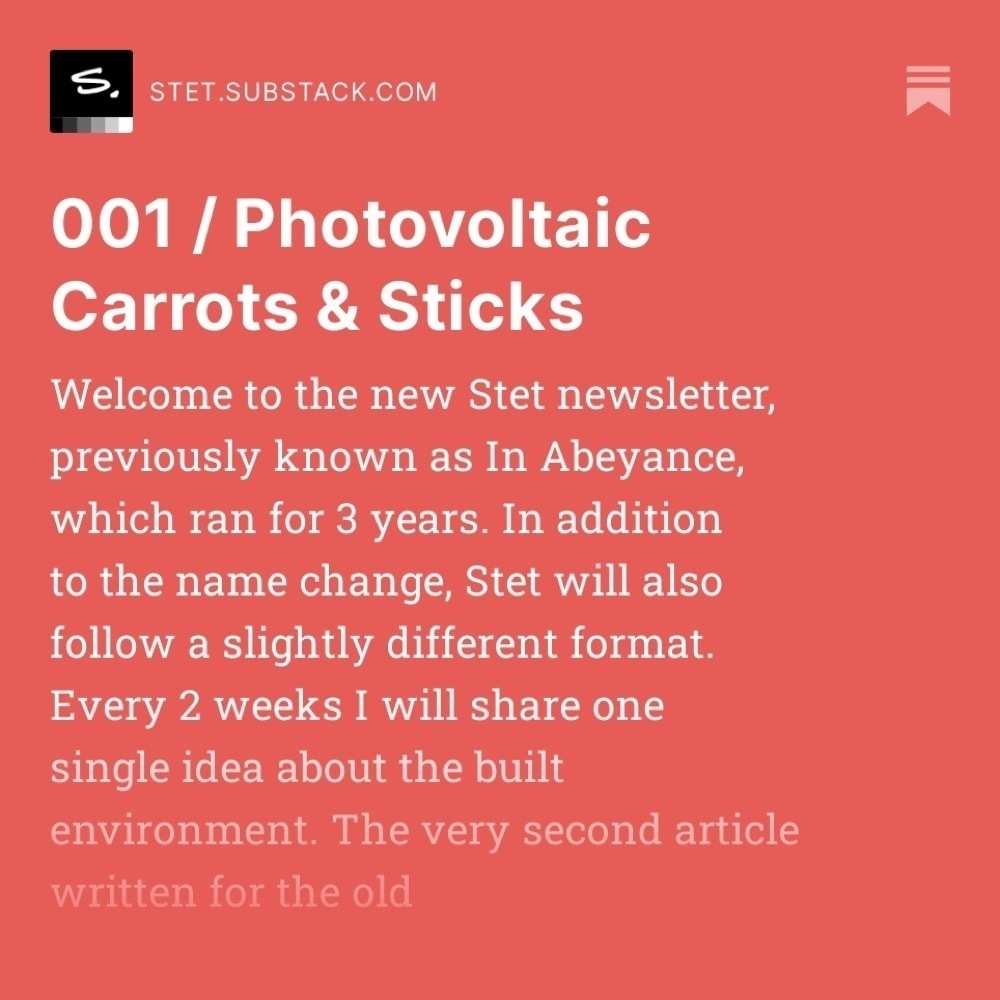 S.
STET.SUBSTACK.COM
001 / Photovoltaic
Carrots & Sticks
Welcome to the new Stet newsletter,
previously known as In Abeyance,
which ran for 3 years. In addition
to the name change, Stet will also
follow a slightly different format.
Every 2 weeks I will share one
single idea about the built
environment. The very second article
written for the old